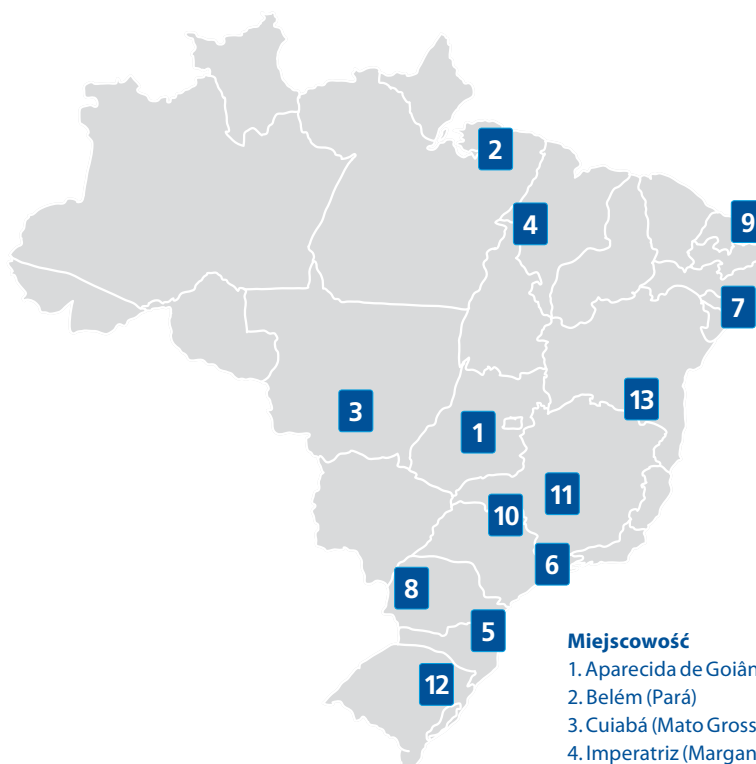 2
4
9
7
3
13
1
11
10
6
8
5
12
Miejscowość
1. Aparecida de Goiân
2. Belém (Pará)
3. Cuiabá (Mato Gross
4. Imperatriz (Margan